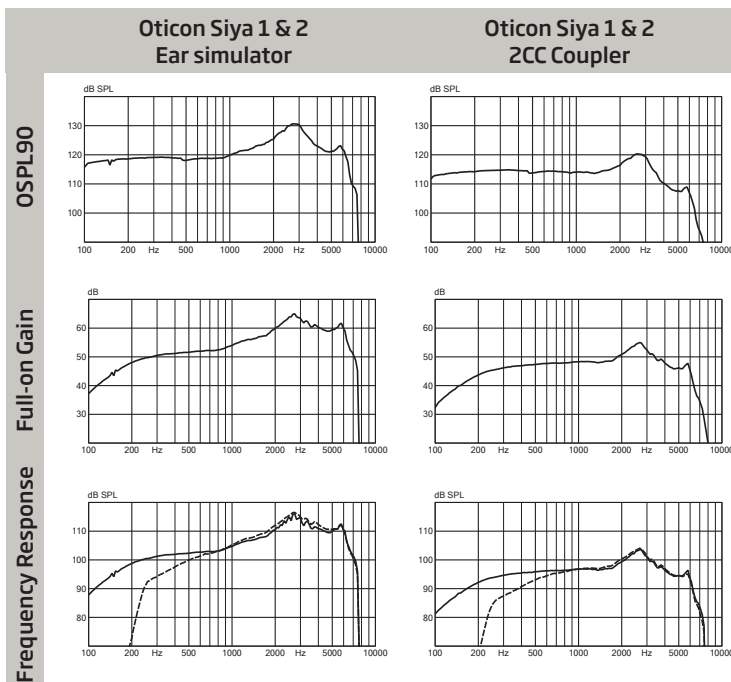 Oticon Siya 1 & 2
Ear simulator
Oticon Siya 1 & 2
2CC Coupler
OSPL90
dB SPL
130
120
110
100
100 200 Hz 500 1000 2000 Hz 5000 10000
dB SPL
130
120
110
100
100 200 Hz 500 1000 2000 Hz 5000 10000
Full-on Gain
dB
60
50
40
30
100 200 Hz 500 1000 2000 Hz 5000 10000
dB
60
50
40
30
100 200 Hz 500 1000 2000 Hz 5000 10000
Frequency Response
dB SPL
110
100
90
80
100 200 Hz 500 1000 2000 Hz 5000 10000
dB SPL
110
100
90
80
100 200 Hz 500 1000 2000 Hz 5000 10000